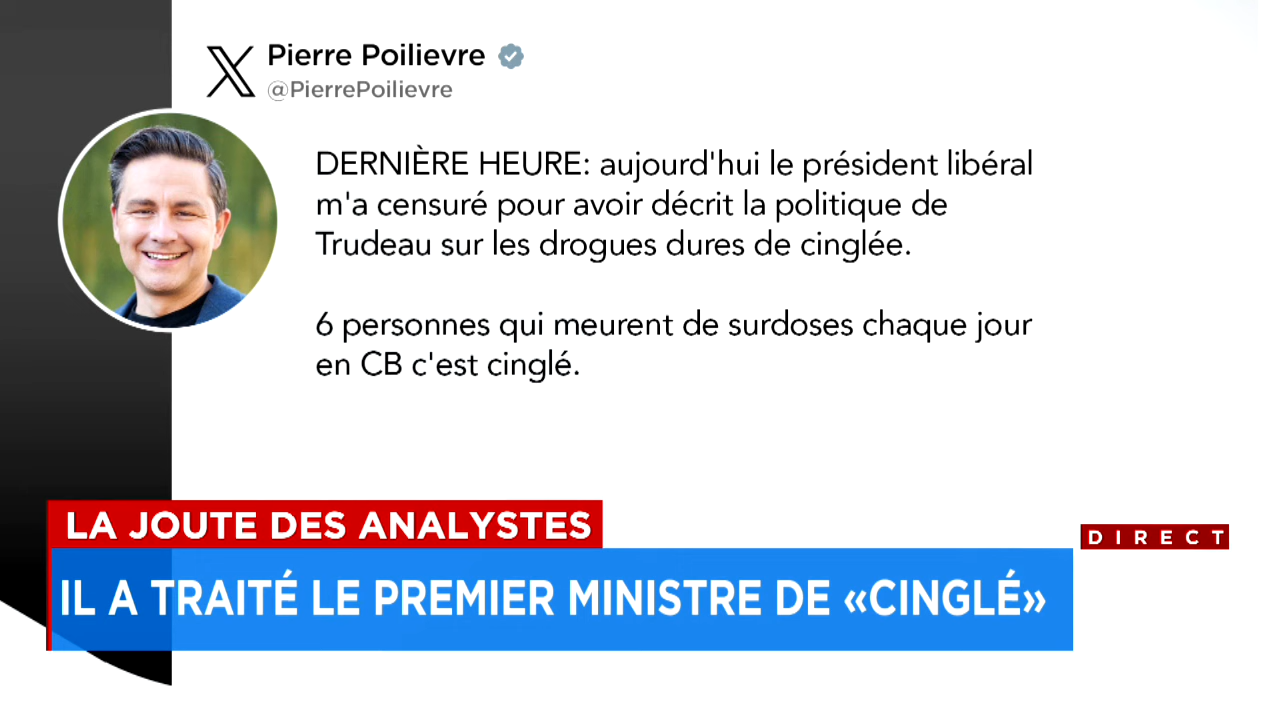 Pierre Poilievre
@PierrePoilievre
DERNIÈRE HEURE: aujourd'hui le président libéral
m'a censuré pour avoir décrit la politique de
Trudeau sur les drogues dures de cinglée.
6 personnes qui meurent de surdoses chaque jour
en CB c'est cinglé.
LA JOUTE DES ANALYSTES
DIRECT
IL A TRAITÉ LE PREMIER MINISTRE DE «CINGLÉ»